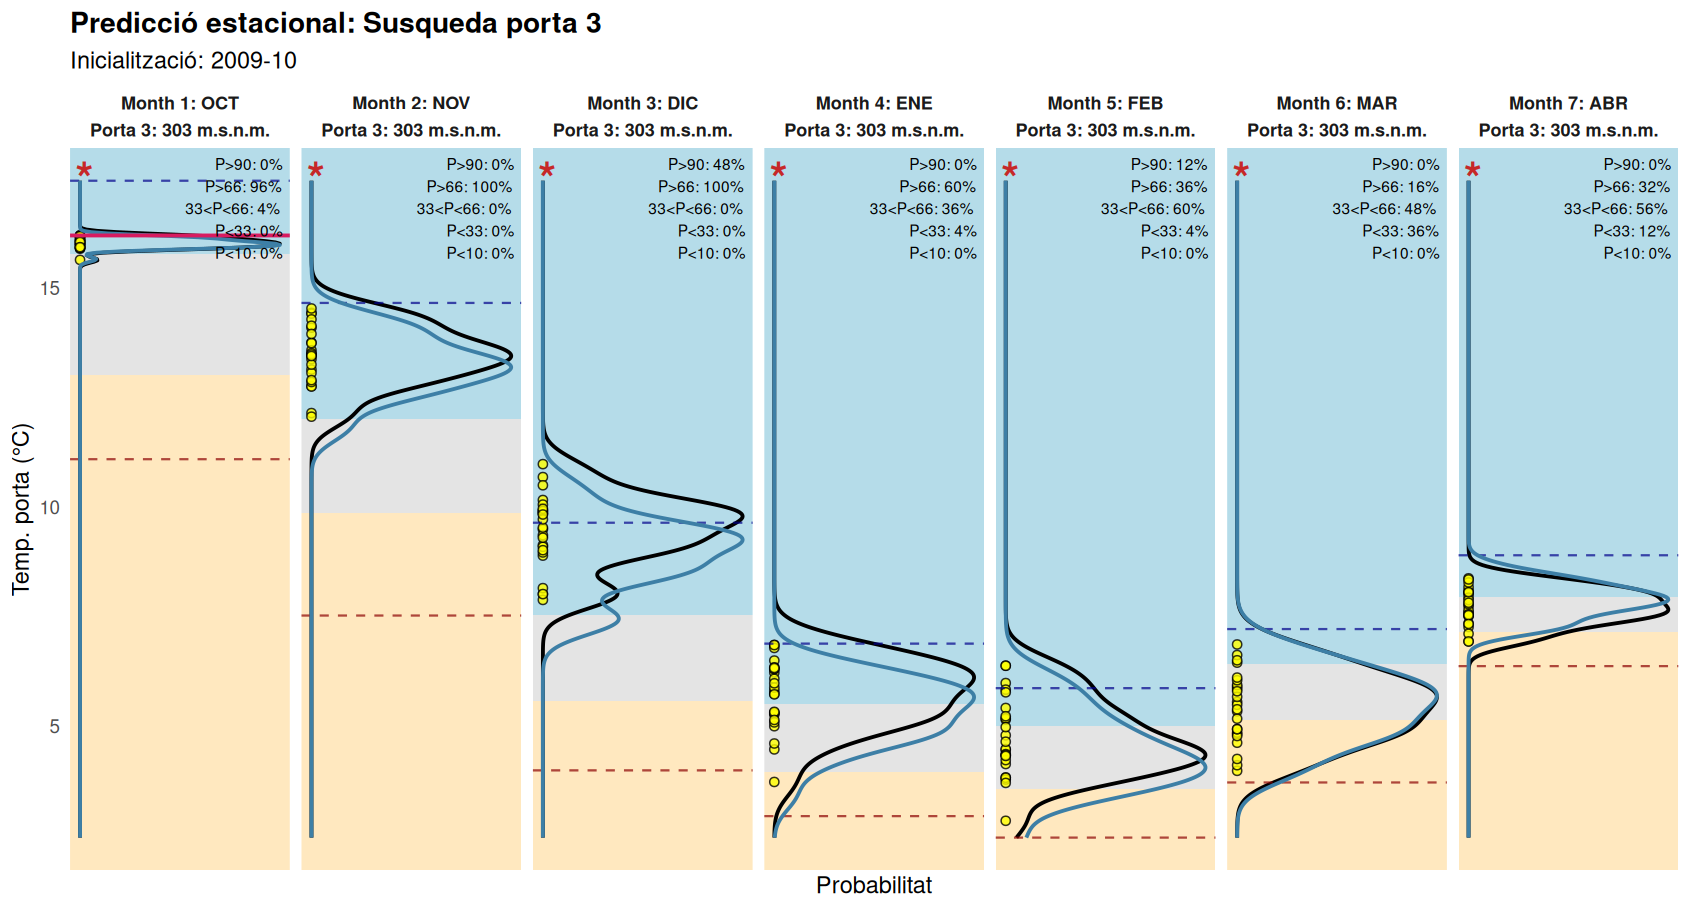 Predicció estacional: Susqueda porta 3
Inicialització: 2009-10
Month 1: OCT
Porta 3: 303 m.s.n.m.
Month 2: NOV
Porta 3: 303 m.s.n.m.
Month 3: DIC
Porta 3: 303 m.s.n.m.
Month 4: ENE
Porta 3: 303 m.s.n.m.
Month 5: FEB
Porta 3: 303 m.s.n.m.
Month 6: MAR
Porta 3: 303 m.s.n.m.
Month 7: ABR
Porta 3: 303 m.s.n.m.
*
P>90: 0%
P>66: 96%
33<P<66: 4%
P<33: 0%
P<10: 0%
*
P>90: 0%
P>66: 100%
33<P<66: 0%
P<33: 0%
P<10: 0%
*
P>90: 48%
P>66: 100%
33<P<66: 0%
P<33: 0%
P<10: 0%
*
P>90: 0%
P>66: 60%
33<P<66: 36%
P<33: 4%
P<10: 0%
*
P>90: 12%
P>66: 36%
33<P<66: 60%
P<33: 4%
P<10: 0%
*
P>90: 0%
P>66: 16%
33<P<66: 48%
P<33: 36%
P<10: 0%
*
P>90: 0%
P>66: 32%
33<P<66: 56%
P<33: 12%
P<10: 0%
15
10
5
Temp. porta (°C)
Probabilitat